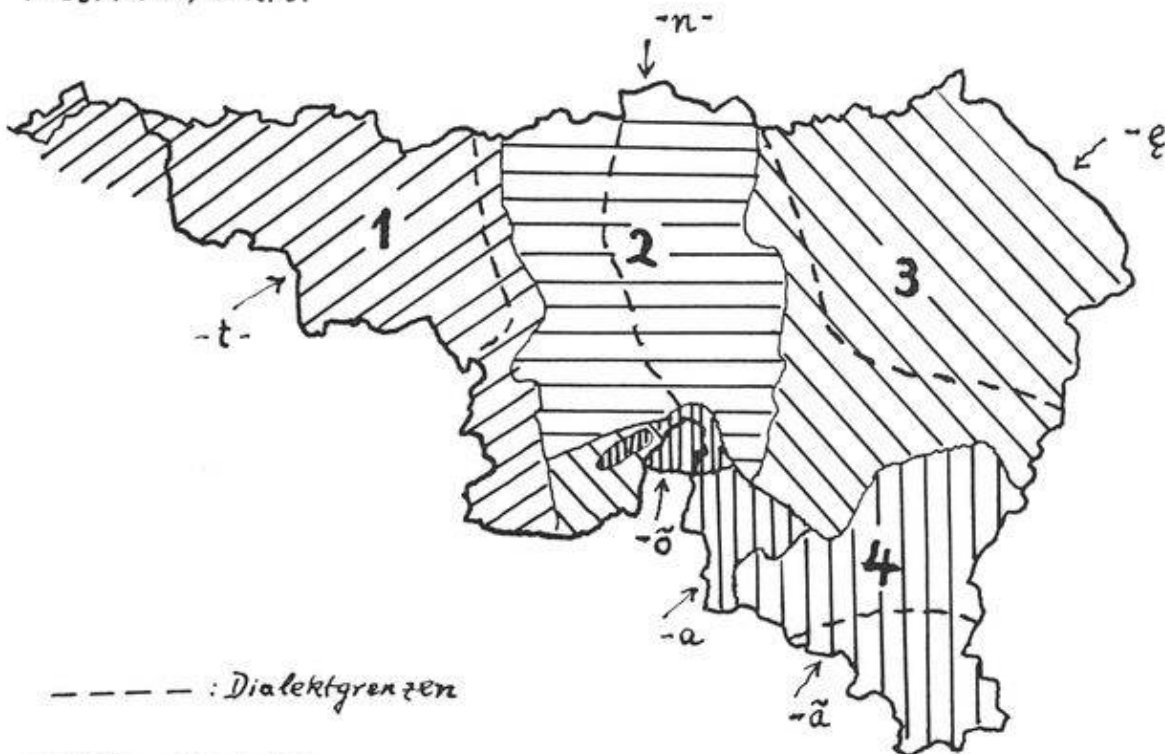 -n-
-ę
1
2
3
-t-
4
-õ
-a
-ã
----- : Dialektgrenzen